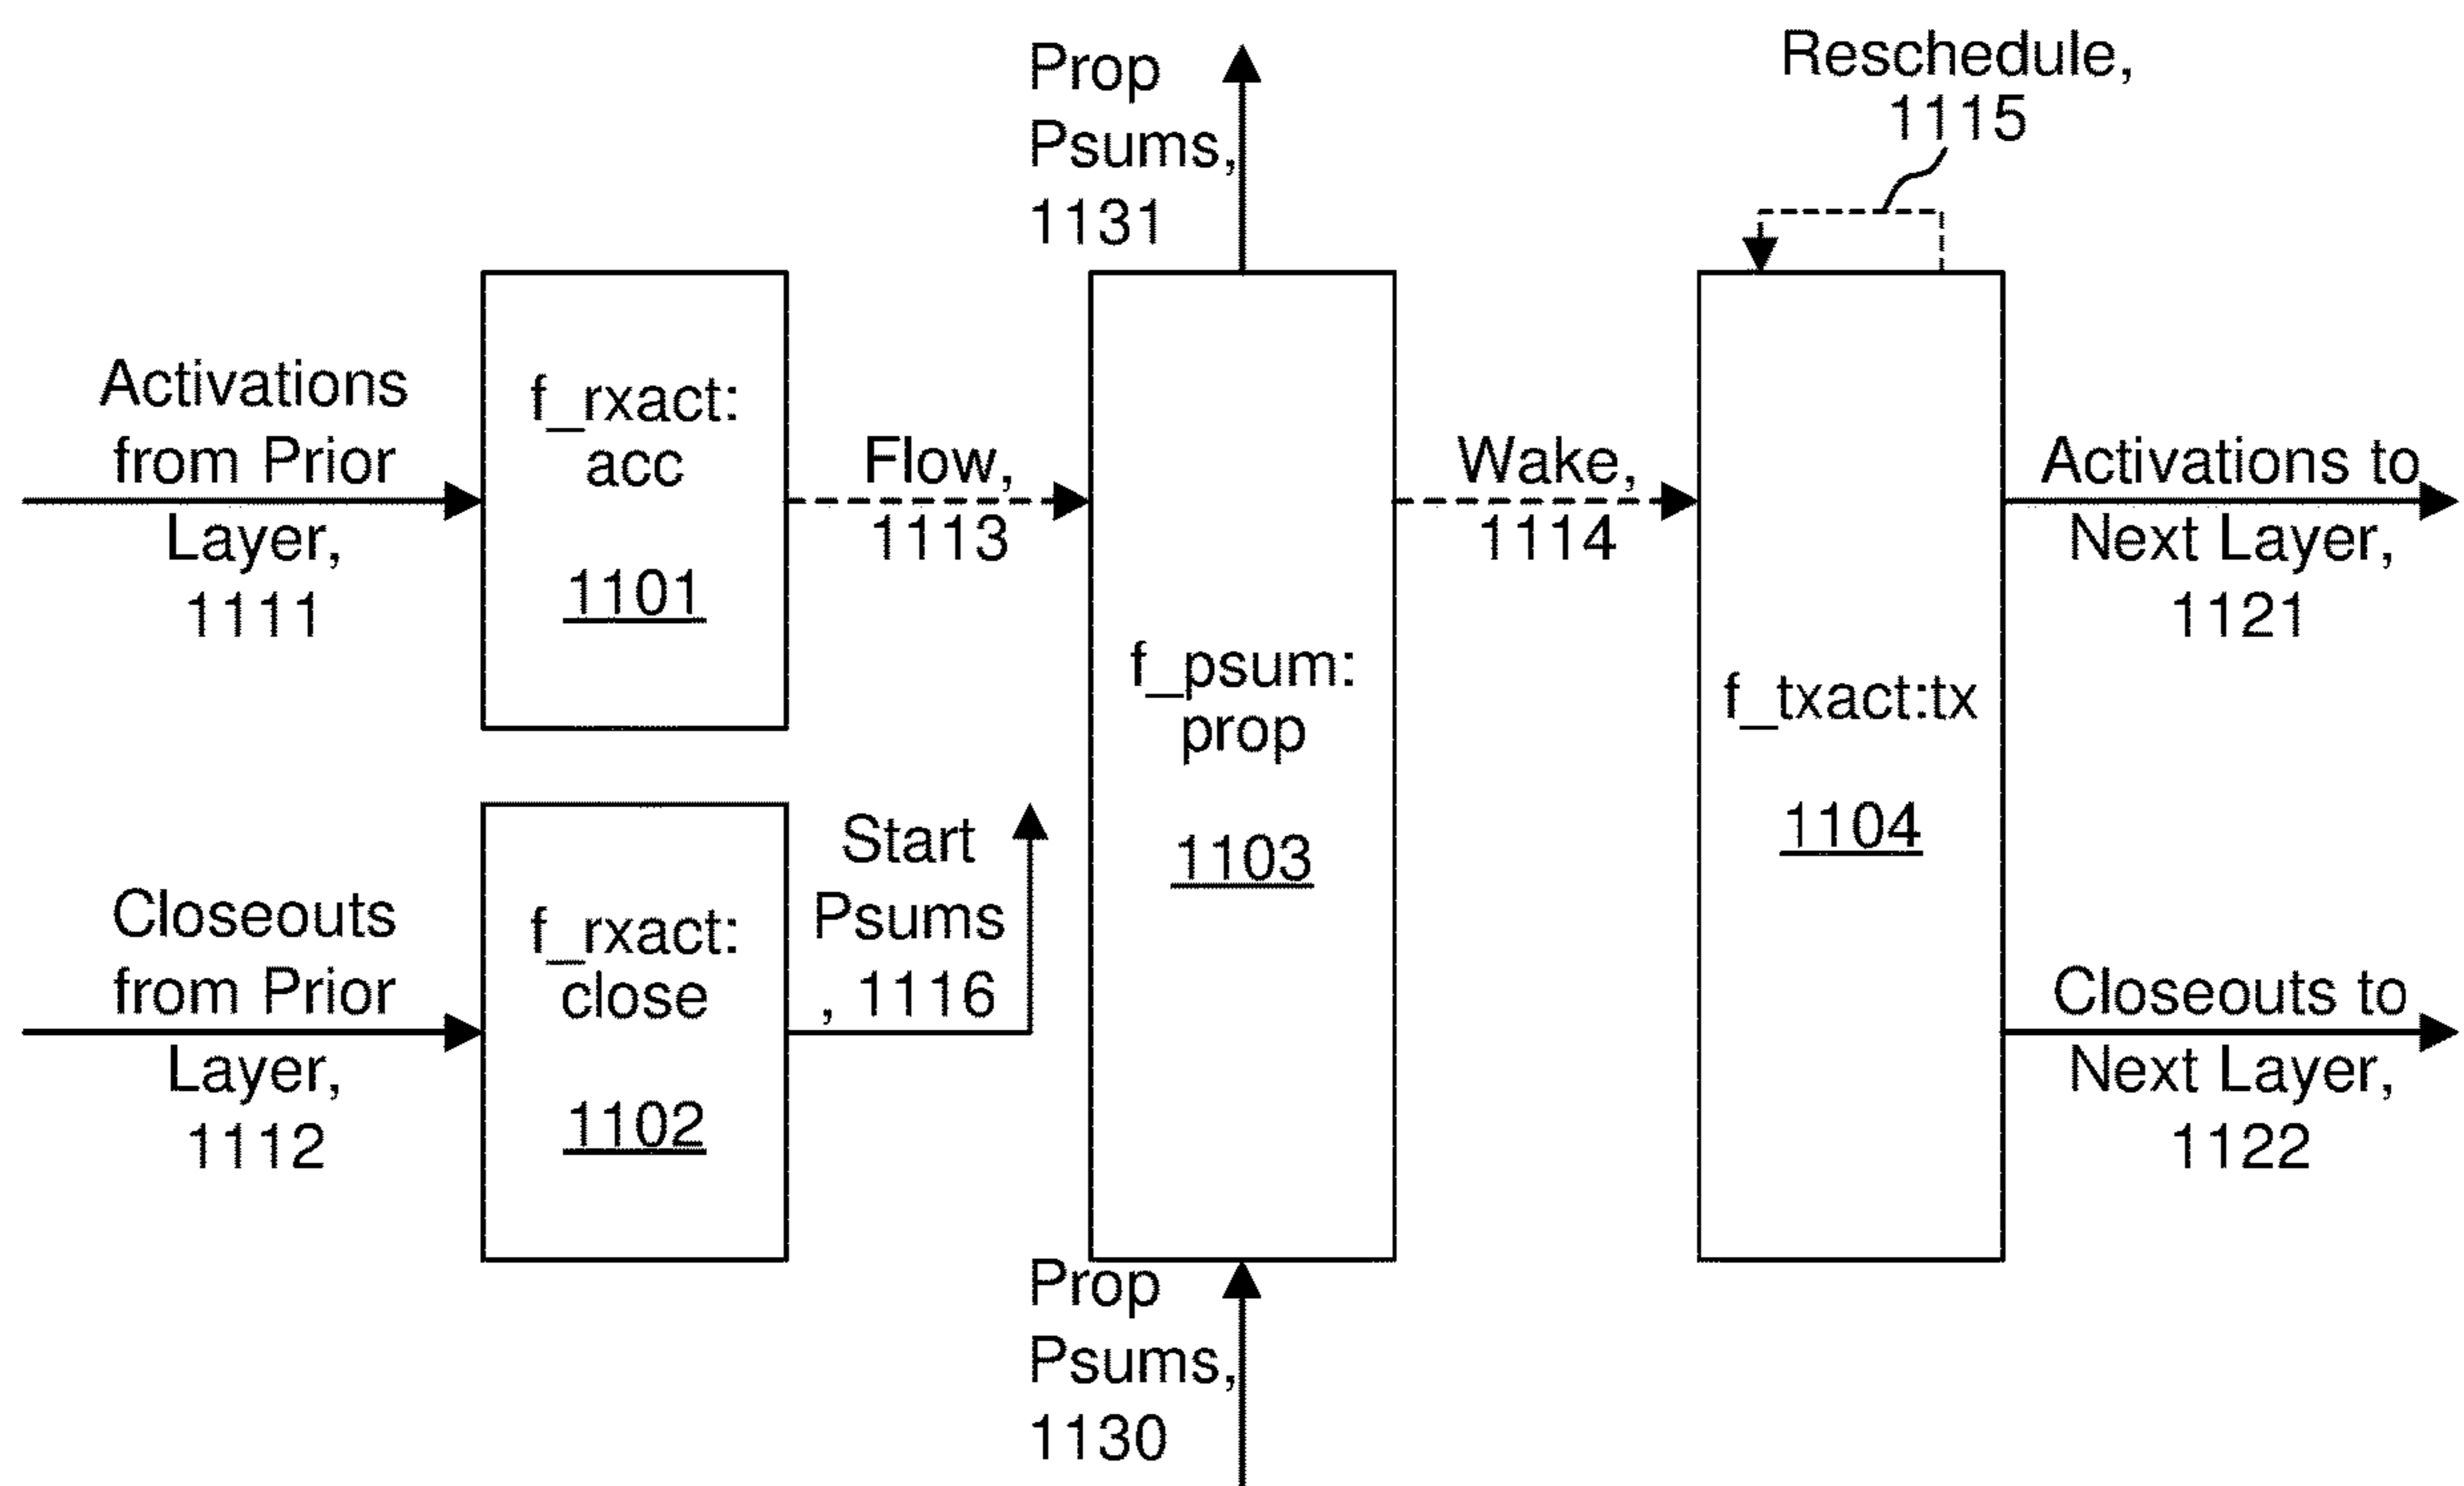 Prop
Psums,
1131
Reschedule,
1115
Activations
from Prior
Layer,
1111
f_rxact:
acc
1101
Flow,
1113
Wake,
1114
Activations to
Next Layer,
1121
f_psum:
prop
1103
f_txact:tx
1104
Closeouts
from Prior
Layer,
1112
f_rxact:
close
1102
Start
Psums
, 1116
Closeouts to
Next Layer,
1122
Prop
Psums,
1130